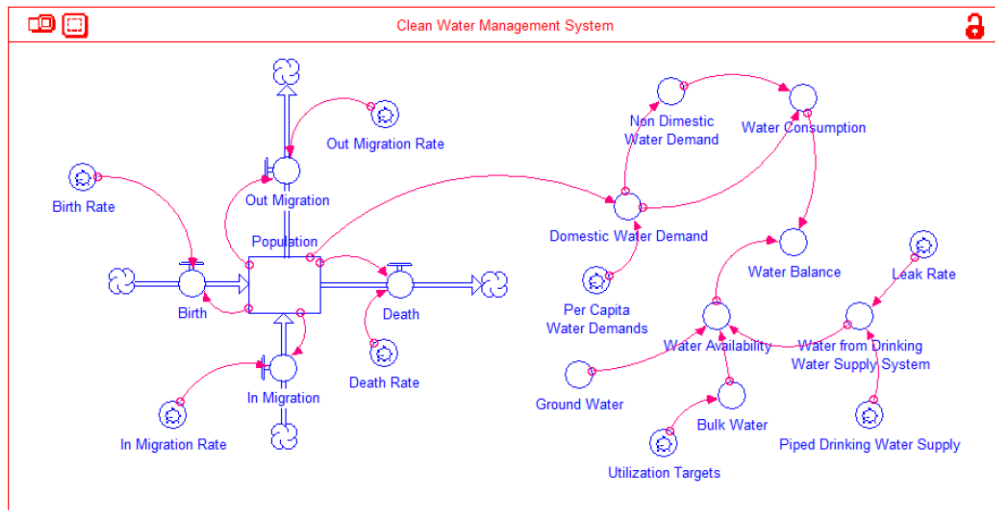 Clean Water Management System
Out Migration Rate
Non Dimestic
Water Demand
Water Consumption
Birth Rate
Out Migration
Population
Domestic Water Demand
Water Balance
Leak Rate
Birth
Death
Per Capita
Water Demands
Water Availability
Water from Drinking
Water Supply System
Death Rate
In Migration
Ground Water
Bulk Water
In Migration Rate
Utilization Targets
Piped Drinking Water Supply